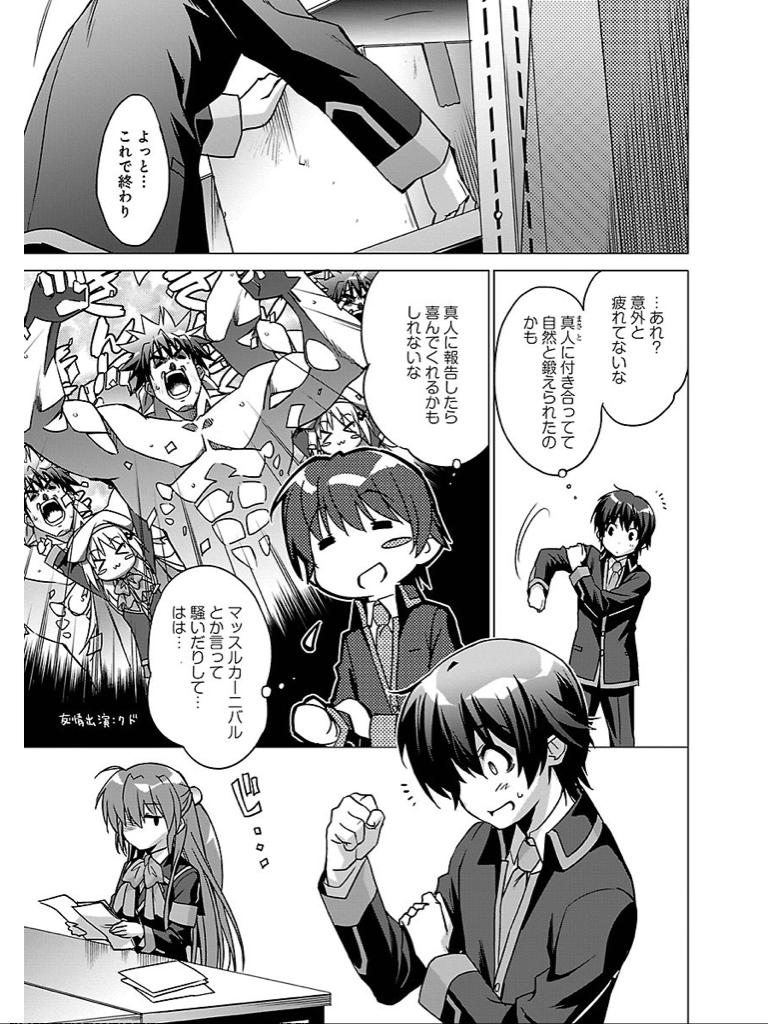 よっと…
これで終わり
…あれ？
意外と
疲れてないな
真人に付き合ってて
まさと
自然と鍛えられたの
かも
真人に報告したら
喜んでくれるかも
しれないな
マッスルカーニバル
とか言って
騒いだりして…
はは…
友情出演：クド
じ…